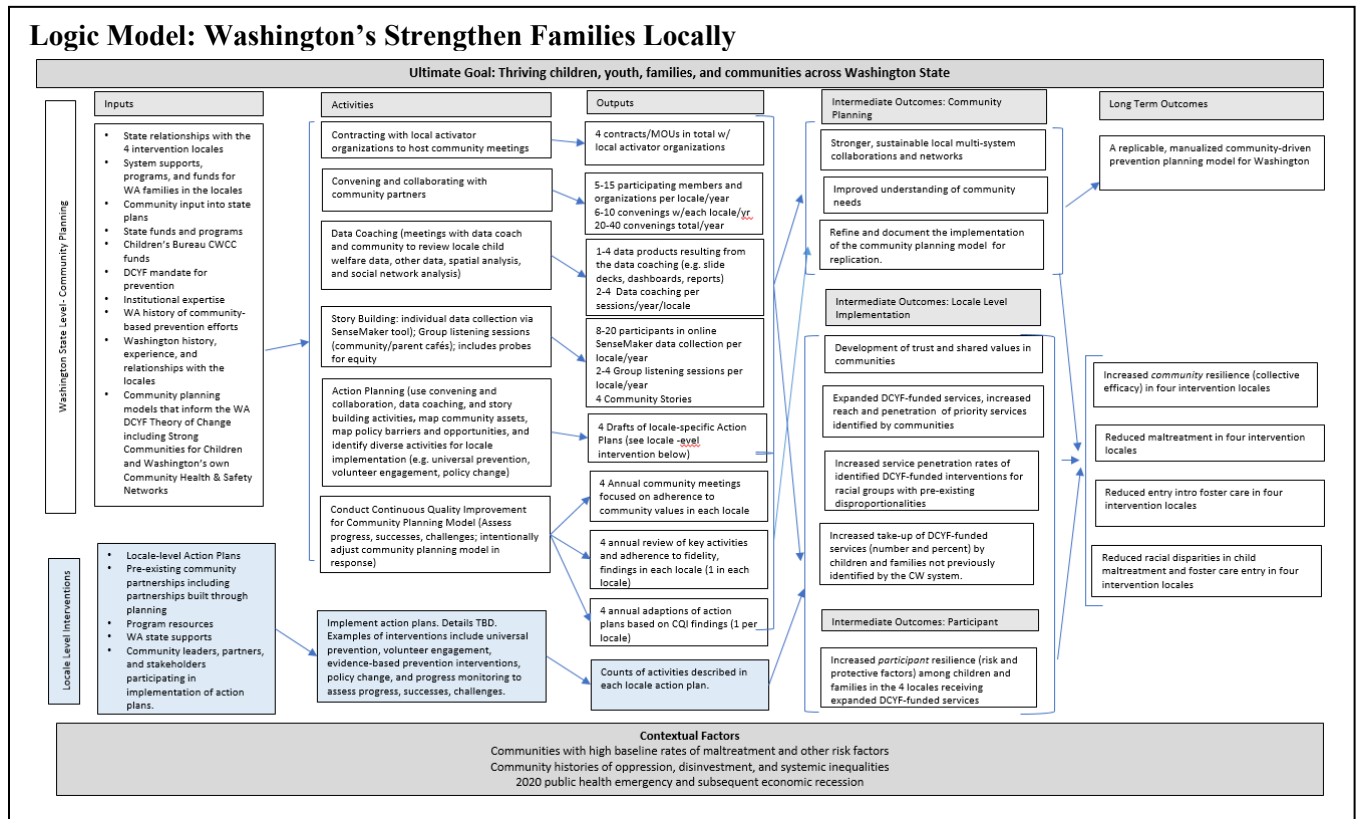 Logic Model: Washington's Strengthen Families Locally
Ultimate Goal: Thriving children, youth, families, and communities across Washington State
Washington State Level- Community Planning
Inputs
• State relationships with the
4 intervention locales
• System supports,
programs, and funds for
WA families in the locales
• Community input into state
plans
• State funds and programs
• Children's Bureau CWCC
funds
• DCYF mandate for
prevention
• Institutional expertise
• WA history of community-
based prevention efforts
• Washington history,
experience, and
relationships with the
locales
• Community planning
models that inform the WA
DCYF Theory of Change
including Strong
Communities for Children
and Washington's own
Community Health & Safety
Networks
Activities
Contracting with local activator
organizations to host community meetings
Convening and collaborating with
community partners
Data Coaching (meetings with data coach
and community to review locale child
welfare data, other data, spatial analysis,
and social network analysis)
Story Building: individual data collection via
SenseMaker tool); Group listening sessions
(community/parent cafés); includes probes
for equity
Action Planning (use convening and
collaboration, data coaching, and story
building activities, map community assets,
map policy barriers and opportunities, and
identify diverse activities for locale
implementation (e.g. universal prevention,
volunteer engagement, policy change)
Conduct Continuous Quality Improvement
for Community Planning Model (Assess
progress, successes, challenges; intentionally
adjust community planning model in
response)
Outputs
4 contracts/MOUs in total w/
local activator organizations
5-15 participating members and
organizations per locale/year
6-10 convenings w/each locale/yr
20-40 convenings total/year
1-4 data products resulting from
the data coaching (e.g. slide
decks, dashboards, reports)
2-4 Data coaching per
sessions/year/locale
8-20 participants in online
SenseMaker data collection per
locale/year
2-4 Group listening sessions per
locale/year
4 Community Stories
4 Drafts of locale-specific Action
Plans (see locale -evel
intervention below)
4 Annual community meetings
focused on adherence to
community values in each locale
4 annual review of key activities
and adherence to fidelity,
findings in each locale (1 in each
locale)
4 annual adaptions of action
plans based on CQI findings (1 per
locale)
Intermediate Outcomes: Community
Planning
Stronger, sustainable local multi-system
collaborations and networks
Improved understanding of community
needs
Refine and document the implementation
of the community planning model for
replication.
Intermediate Outcomes: Locale Level
Implementation
Development of trust and shared values in
communities
Expanded DCYF-funded services, increased
reach and penetration of priority services
identified by communities
Increased service penetration rates of
identified DCYF-funded interventions for
racial groups with pre-existing
disproportionalities
Increased take-up of DCYF-funded
services (number and percent) by
children and families not previously
identified by the CW system.
Intermediate Outcomes: Participant
Increased participant resilience (risk and
protective factors) among children and
families in the 4 locales receiving
expanded DCYF-funded services
Long Term Outcomes
A replicable, manualized community-driven
prevention planning model for Washington
Increased community resilience (collective
efficacy) in four intervention locales
Reduced maltreatment in four intervention
locales
Reduced entry intro foster care in four
intervention locales
Reduced racial disparities in child
maltreatment and foster care entry in four
intervention locales
Locale Level Interventions
• Locale-level Action Plans
• Pre-existing community
partnerships including
partnerships built through
planning
• Program resources
• WA state supports
• Community leaders, partners,
and stakeholders
participating in
implementation of action
plans.
Implement action plans. Details TBD.
Examples of interventions include universal
prevention, volunteer engagement,
evidence-based prevention interventions,
policy change, and progress monitoring to
assess progress, successes, challenges.
Counts of activities described in
each locale action plan.
Contextual Factors
Communities with high baseline rates of maltreatment and other risk factors
Community histories of oppression, disinvestment, and systemic inequalities
2020 public health emergency and subsequent economic recession